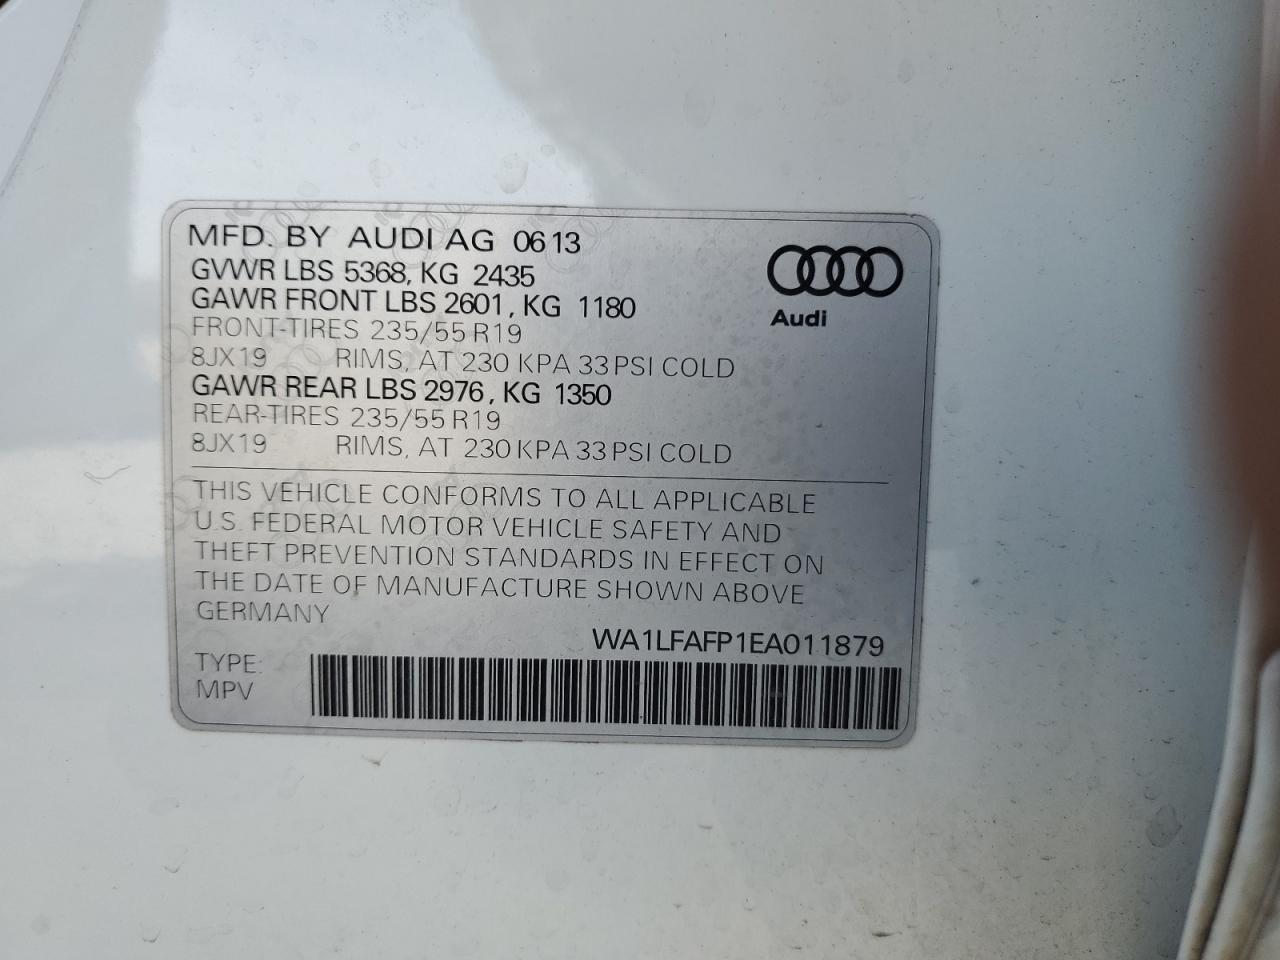 MFD. BY AUDI AG 0613
GVWR LBS 5368, KG 2435
GAWR FRONT LBS 2601, KG 1180
FRONT-TIRES 235/55 R19
8JX19 RIMS, AT 230 KPA 33 PSI COLD
GAWR REAR LBS 2976, KG 1350
REAR-TIRES 235/55 R19
8JX19 RIMS, AT 230 KPA 33 PSI COLD
Audi
THIS VEHICLE CONFORMS TO ALL APPLICABLE
U.S. FEDERAL MOTOR VEHICLE SAFETY AND
THEFT PREVENTION STANDARDS IN EFFECT ON
THE DATE OF MANUFACTURE SHOWN ABOVE
GERMANY
WA1LFAFP1EA011879
TYPE:
MPV